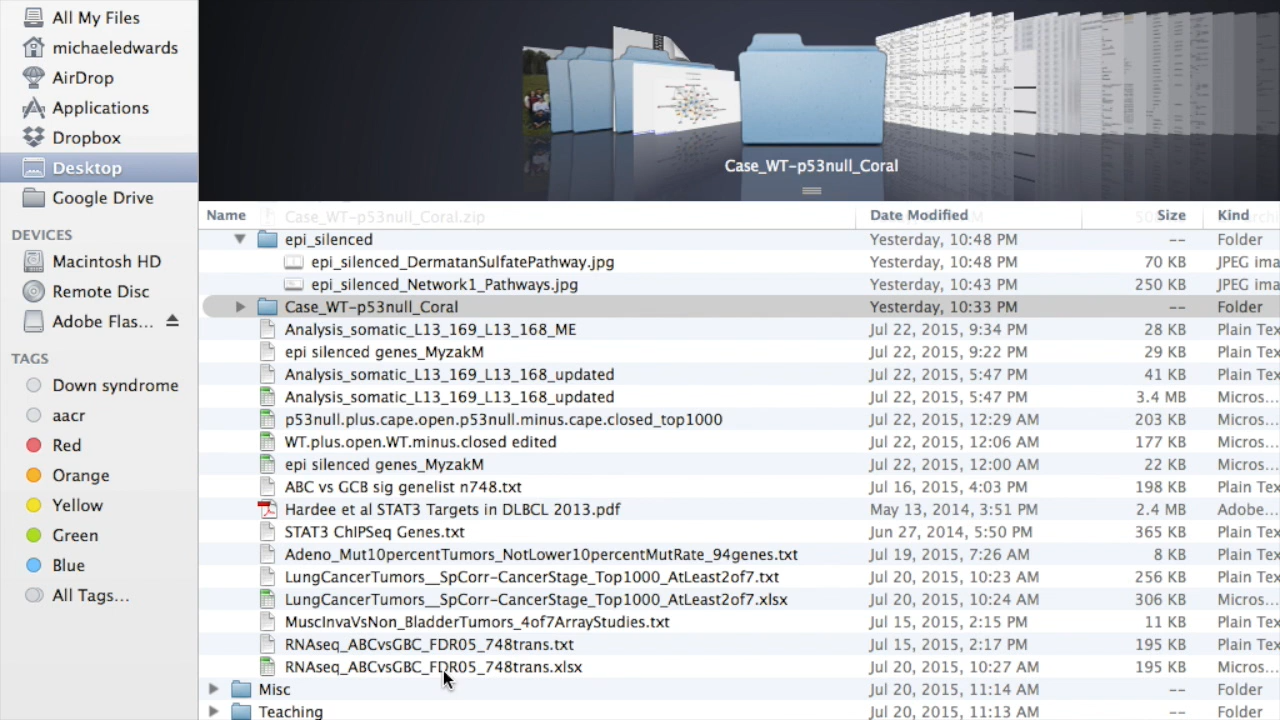 All My Files
michaeledwards
AirDrop
Applications
Dropbox
Desktop
Google Drive
DEVICES
Macintosh HD
Remote Disc
Adobe Flas...
TAGS
Down syndrome
aacr
Red
Orange
Yellow
Green
Blue
All Tags...
Case_WT-p53null_Coral
Name Date Modified Size Kind
Case_WT-p53null_Coral.zip
epi_silenced Yesterday, 10:48 PM -- Folder
epi_silenced_DermatanSulfatePathway.jpg Yesterday, 10:48 PM 70 KB JPEG ima
epi_silenced_Network1_Pathways.jpg Yesterday, 10:43 PM 250 KB JPEG ima
Case_WT-p53null_Coral Yesterday, 10:33 PM -- Folder
Analysis_somatic_L13_169_L13_168_ME Jul 22, 2015, 9:34 PM 28 KB Plain Tex
epi silenced genes_MyzakM Jul 22, 2015, 9:22 PM 29 KB Plain Tex
Analysis_somatic_L13_169_L13_168_updated Jul 22, 2015, 5:47 PM 41 KB Plain Tex
Analysis_somatic_L13_169_L13_168_updated Jul 22, 2015, 5:47 PM 3.4 MB Micros...
p53null.plus.cape.open.p53null.minus.cape.closed_top1000 Jul 22, 2015, 12:29 AM 203 KB Micros...
WT.plus.open.WT.minus.closed edited Jul 22, 2015, 12:06 AM 177 KB Micros...
epi silenced genes_MyzakM Jul 22, 2015, 12:00 AM 22 KB Micros...
ABC vs GCB sig genelist n748.txt Jul 16, 2015, 4:03 PM 198 KB Plain Tex
Hardee et al STAT3 Targets in DLBCL 2013.pdf May 13, 2014, 3:51 PM 2.4 MB Adobe...
STAT3 ChIPSeq Genes.txt Jun 27, 2014, 5:50 PM 365 KB Plain Tex
Adeno_Mut10percentTumors_NotLower10percentMutRate_94genes.txt Jul 19, 2015, 7:26 AM 8 KB Plain Tex
LungCancerTumors__SpCorr-CancerStage_Top1000_AtLeast2of7.txt Jul 20, 2015, 10:23 AM 256 KB Plain Tex
LungCancerTumors__SpCorr-CancerStage_Top1000_AtLeast2of7.xlsx Jul 20, 2015, 10:24 AM 306 KB Micros...
MuscInvaVsNon_BladderTumors_4of7ArrayStudies.txt Jul 15, 2015, 2:15 PM 11 KB Plain Tex
RNAseq_ABCvsGBC_FDR05_748trans.txt Jul 15, 2015, 2:17 PM 195 KB Plain Tex
RNAseq_ABCvsGBC_FDR05_748trans.xlsx Jul 20, 2015, 10:27 AM 195 KB Micros...
Misc Jul 20, 2015, 11:14 AM -- Folder
Teaching Jul 20, 2015, 11:13 AM -- Folder